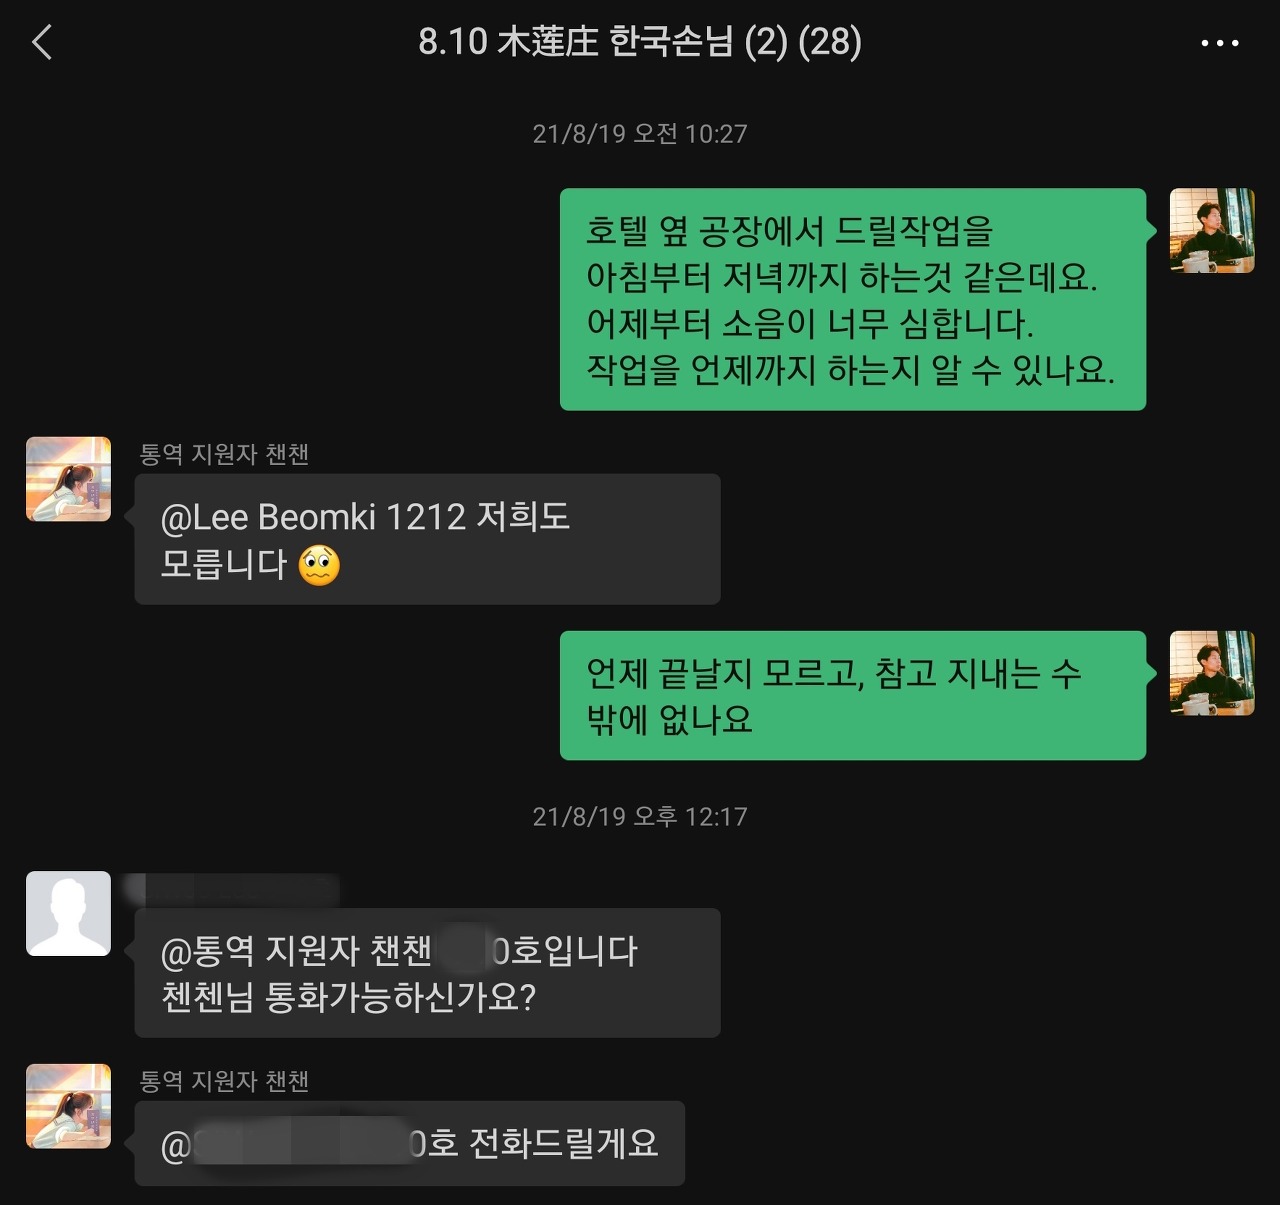 8.10 木莲庄 한국손님 (2) (28)
21/8/19 오전 10:27
호텔 옆 공장에서 드릴작업을
아침부터 저녁까지 하는것 같은데요.
어제부터 소음이 너무 심합니다.
작업을 언제까지 하는지 알 수 있나요.
통역 지원자 챈챈
@Lee Beomki 1212 저희도
모릅니다
언제 끝날지 모르고, 참고 지내는 수
밖에 없나요
21/8/19 오후 12:17
@통역 지원자 챈챈 0호입니다
첸첸님 통화가능하신가요?
통역 지원자 챈챈
@ 0호 전화드릴게요